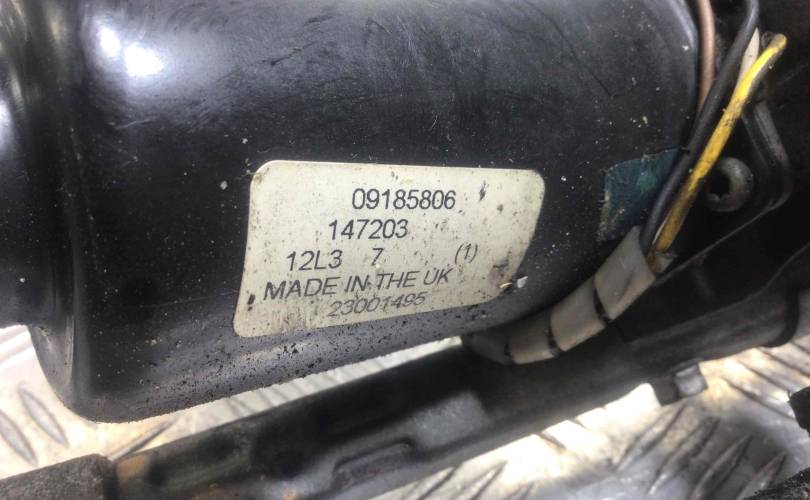 09185806
147203
12L3 7 (1)
MADE IN THE UK
23001495